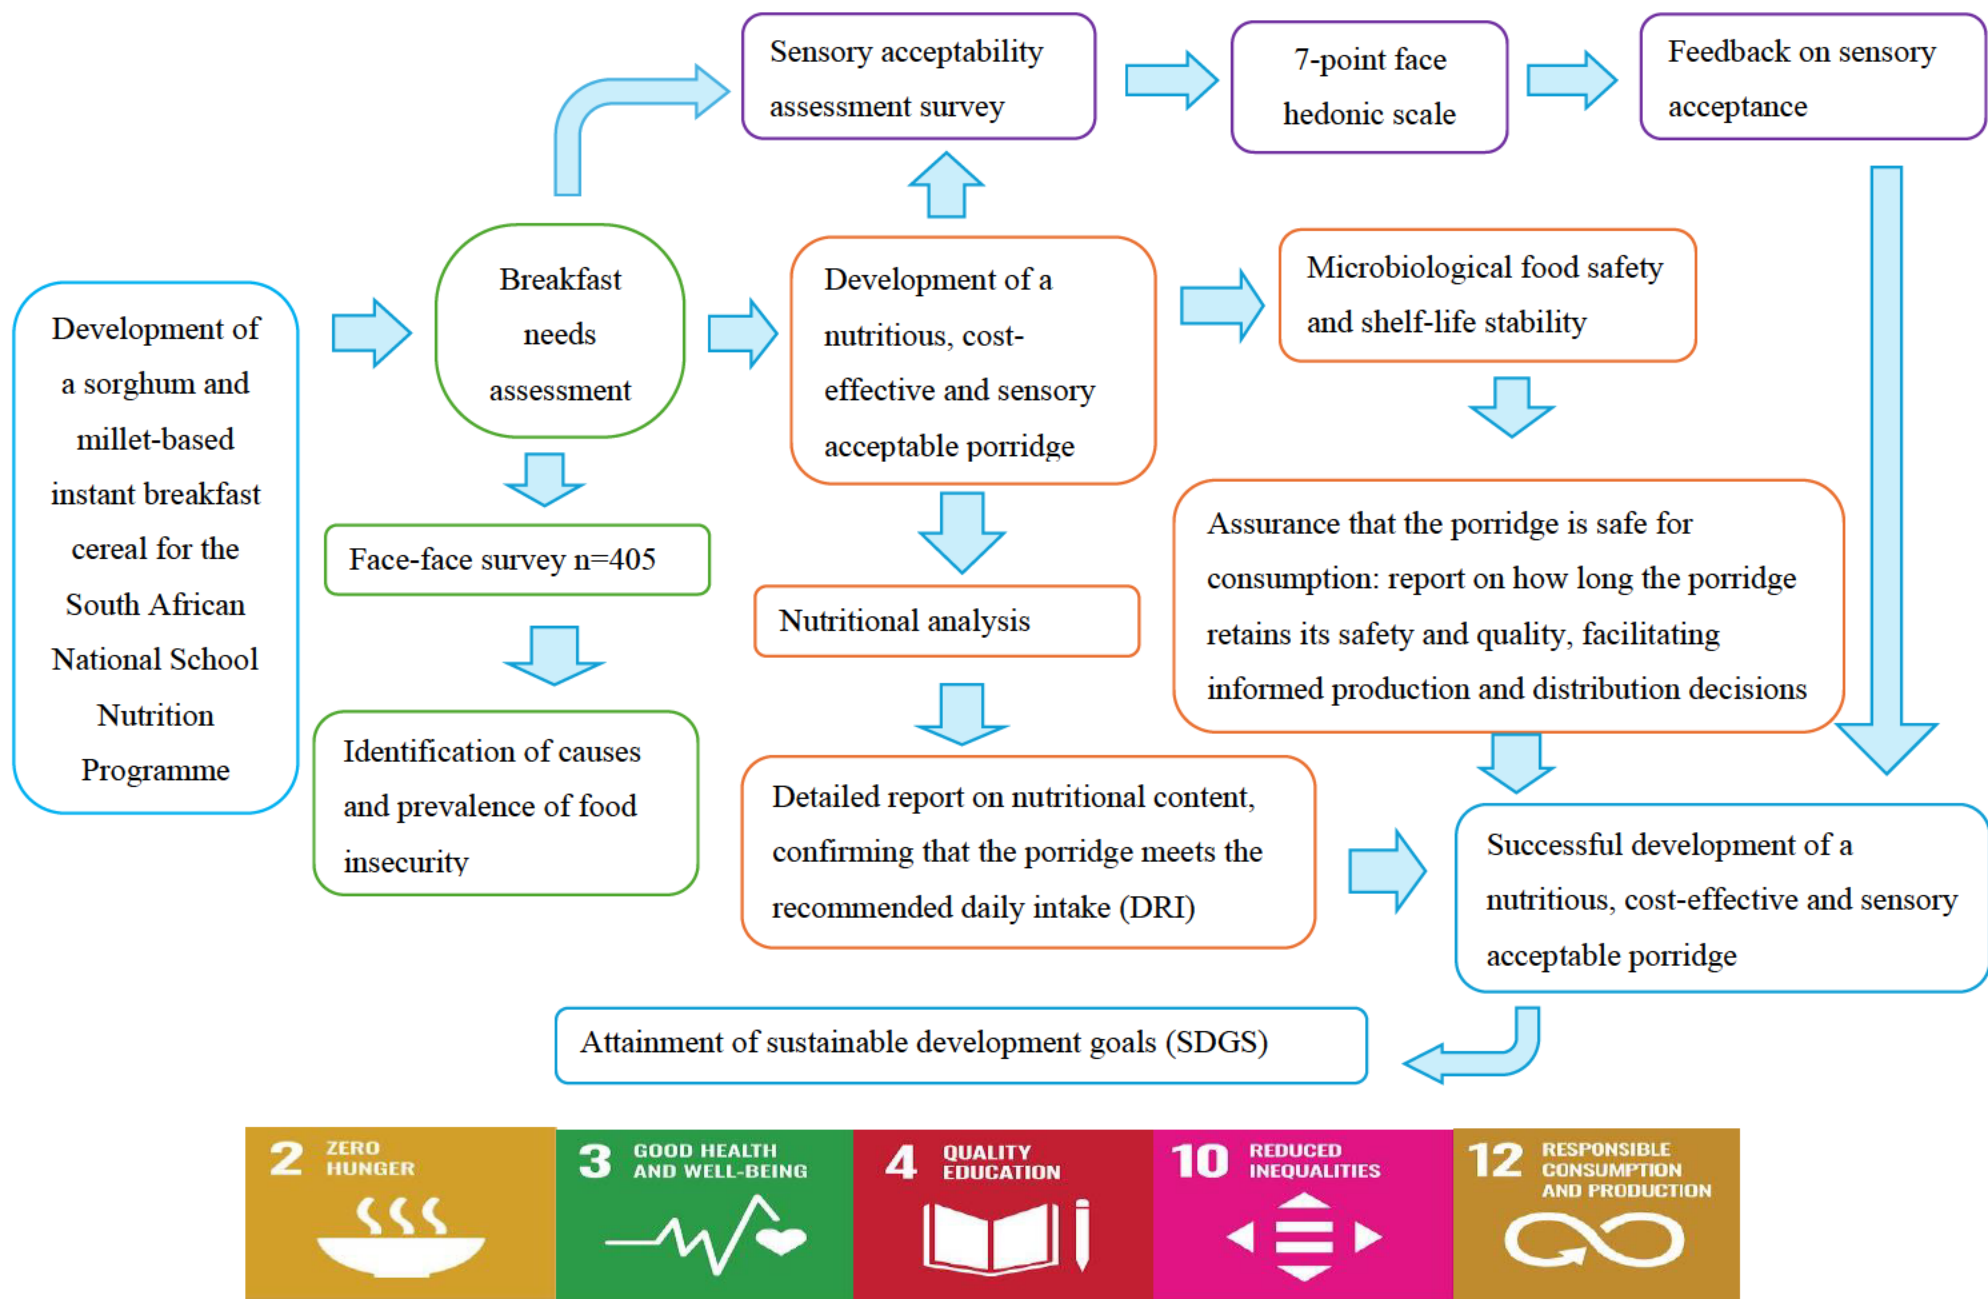 Sensory acceptability
assessment survey
7-point face
hedonic scale
Feedback on sensory
acceptance
Development of
a sorghum and
millet-based
instant breakfast
cereal for the
South African
National School
Nutrition
Programme
Breakfast
needs
assessment
Development of a
nutritious, cost-
effective and sensory
acceptable porridge
Microbiological food safety
and shelf-life stability
Face-face survey n=405
Nutritional analysis
Assurance that the porridge is safe for
consumption: report on how long the porridge
retains its safety and quality, facilitating
informed production and distribution decisions
Identification of causes
and prevalence of food
insecurity
Detailed report on nutritional content,
confirming that the porridge meets the
recommended daily intake (DRI)
Successful development of a
nutritious, cost-effective and sensory
acceptable porridge
Attainment of sustainable development goals (SDGS)
2 ZERO
HUNGER
3 GOOD HEALTH
AND WELL-BEING
4 QUALITY
EDUCATION
10 REDUCED
INEQUALITIES
12 RESPONSIBLE
CONSUMPTION
AND PRODUCTION